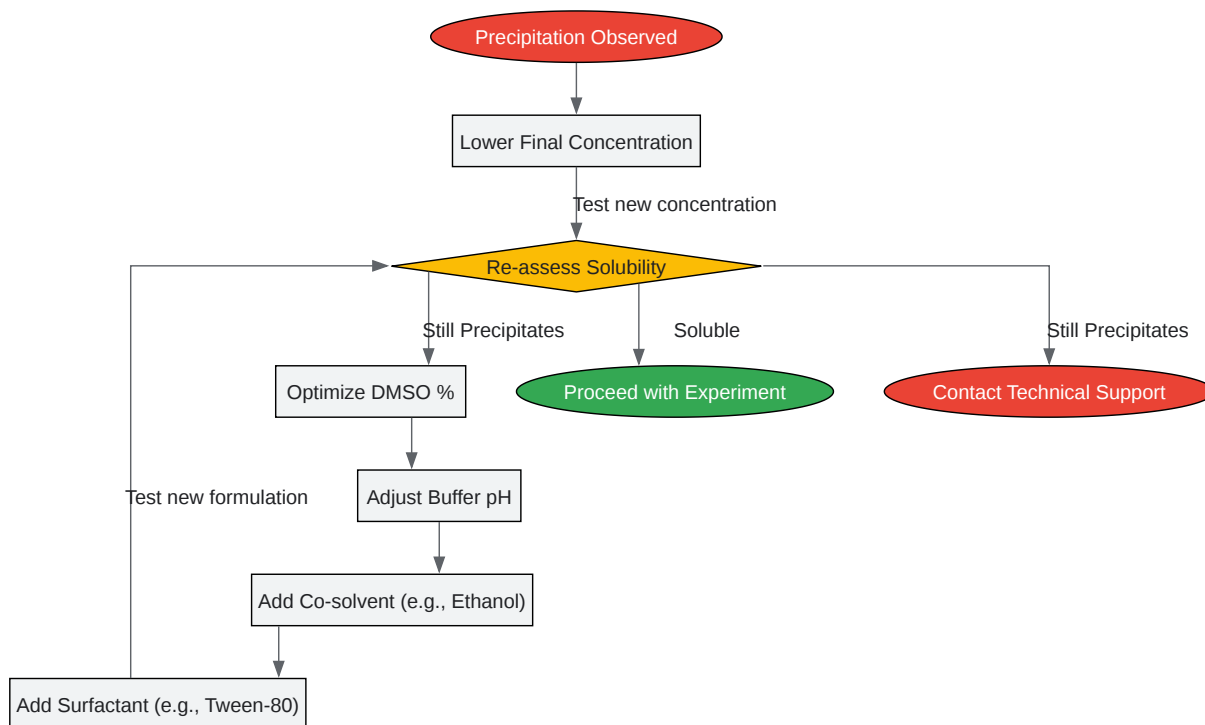 Precipitation Observed
Lower Final Concentration
Test new concentration
Re-assess Solubility
Still Precipitates
Soluble
Still Precipitates
Optimize DMSO %
Proceed with Experiment
Contact Technical Support
Adjust Buffer pH
Test new formulation
Add Co-solvent (e.g., Ethanol)
Add Surfactant (e.g., Tween-80)